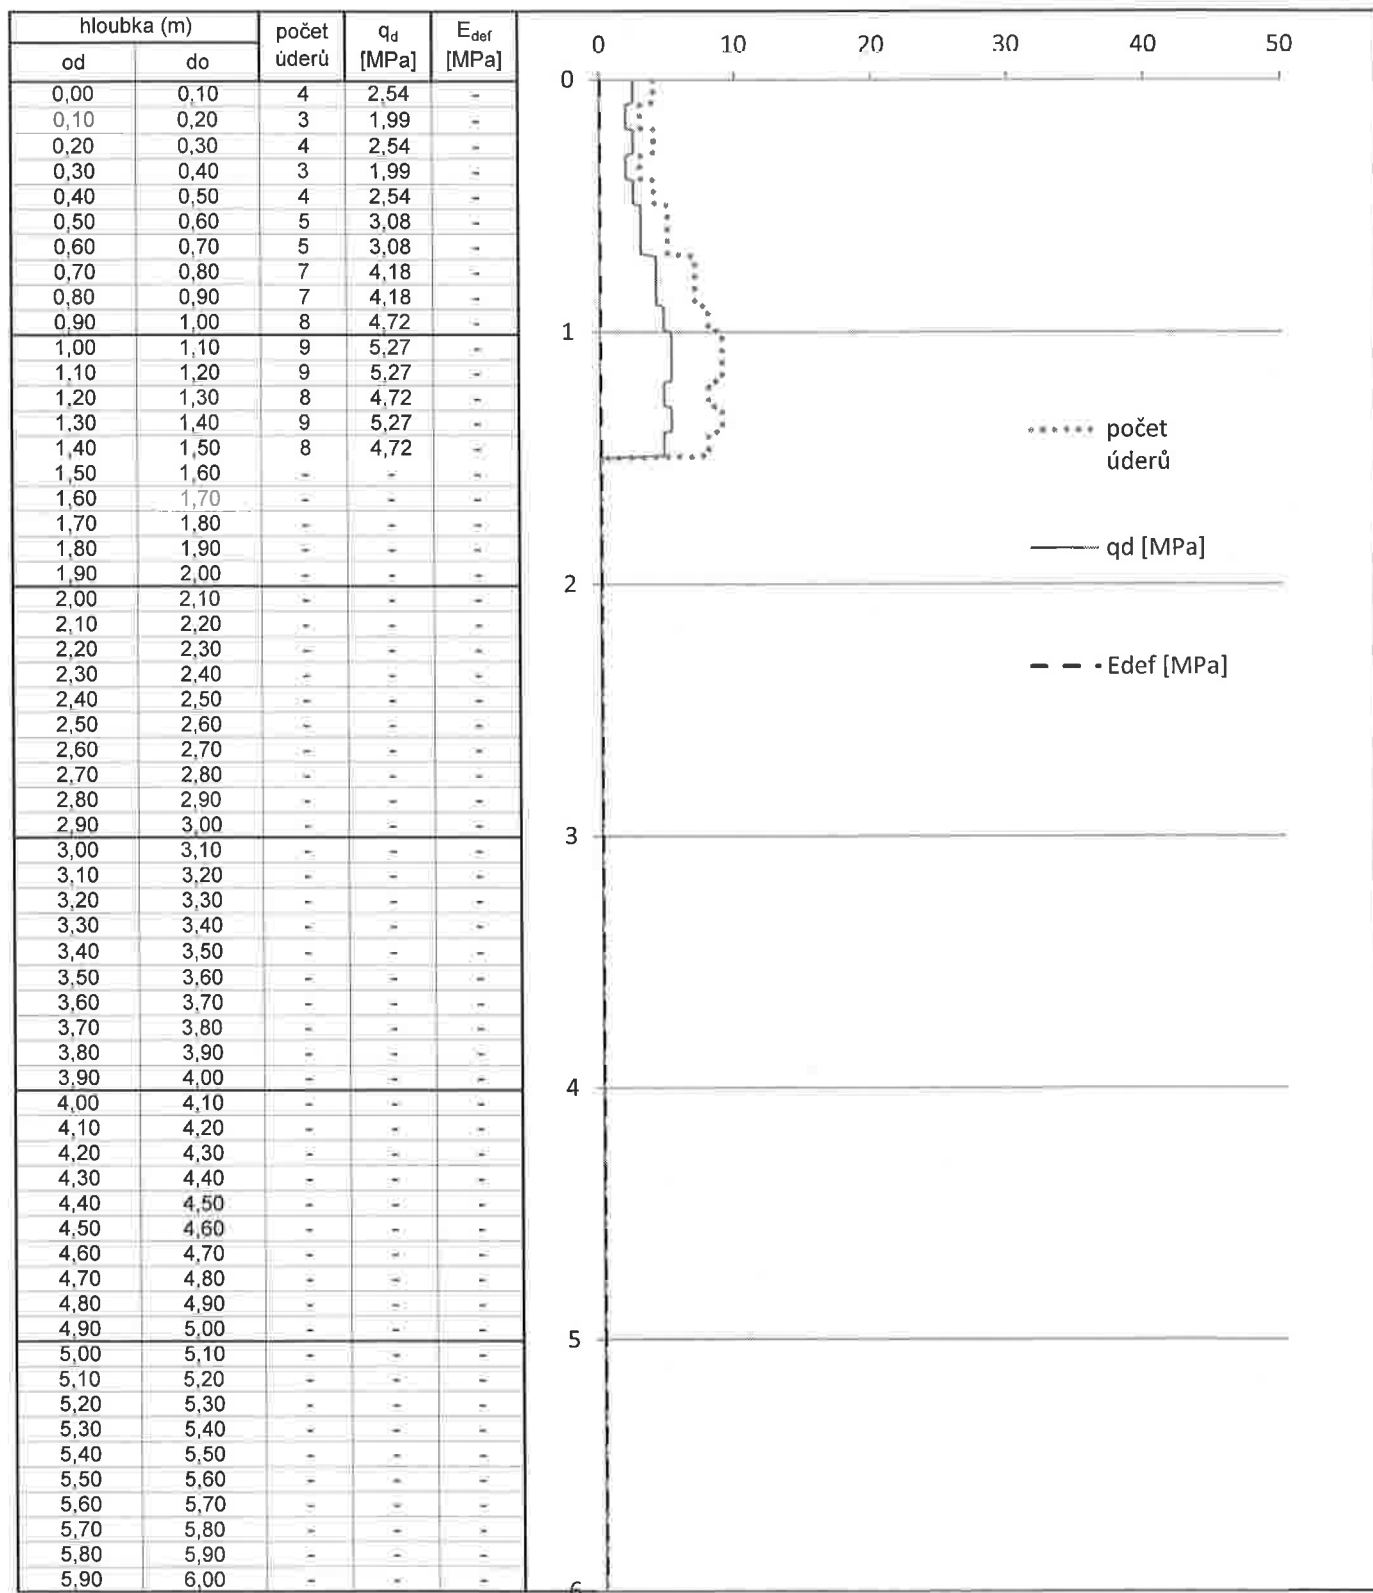 hloubka (m) počet úderů qd [MPa] Edef [MPa]
od do
0,00 0,10 4 2,54 -
0,10 0,20 3 1,99 -
0,20 0,30 4 2,54 -
0,30 0,40 3 1,99 -
0,40 0,50 4 2,54 -
0,50 0,60 5 3,08 -
0,60 0,70 5 3,08 -
0,70 0,80 7 4,18 -
0,80 0,90 7 4,18 -
0,90 1,00 8 4,72 -
1,00 1,10 9 5,27 -
1,10 1,20 9 5,27 -
1,20 1,30 8 4,72 -
1,30 1,40 9 5,27 -
1,40 1,50 8 4,72 -
1,50 1,60 - - -
1,60 1,70 - - -
1,70 1,80 - - -
1,80 1,90 - - -
1,90 2,00 - - -
2,00 2,10 - - -
2,10 2,20 - - -
2,20 2,30 - - -
2,30 2,40 - - -
2,40 2,50 - - -
2,50 2,60 - - -
2,60 2,70 - - -
2,70 2,80 - - -
2,80 2,90 - - -
2,90 3,00 - - -
3,00 3,10 - - -
3,10 3,20 - - -
3,20 3,30 - - -
3,30 3,40 - - -
3,40 3,50 - - -
3,50 3,60 - - -
3,60 3,70 - - -
3,70 3,80 - - -
3,80 3,90 - - -
3,90 4,00 - - -
4,00 4,10 - - -
4,10 4,20 - - -
4,20 4,30 - - -
4,30 4,40 - - -
4,40 4,50 - - -
4,50 4,60 - - -
4,60 4,70 - - -
4,70 4,80 - - -
4,80 4,90 - - -
4,90 5,00 - - -
5,00 5,10 - - -
5,10 5,20 - - -
5,20 5,30 - - -
5,30 5,40 - - -
5,40 5,50 - - -
5,50 5,60 - - -
5,60 5,70 - - -
5,70 5,80 - - -
5,80 5,90 - - -
5,90 6,00 - - -
0 10 20 30 40 50
0
1
2
3
4
5
6
počet
úderů
qd [MPa]
Edef [MPa]